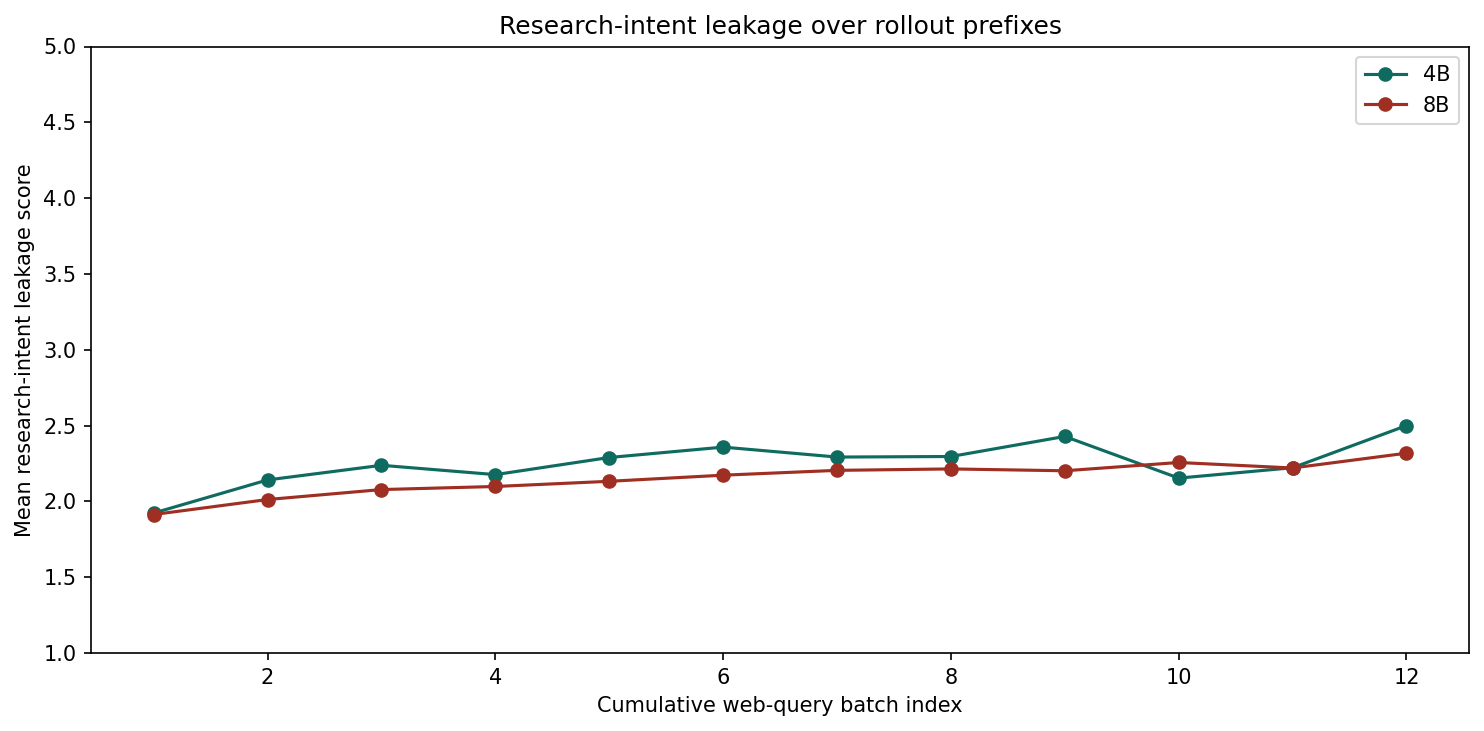 Research-intent leakage over rollout prefixes
Mean research-intent leakage score
5.0
4.5
4.0
3.5
3.0
2.5
2.0
1.5
1.0
4B
8B
2 4 6 8 10 12
Cumulative web-query batch index